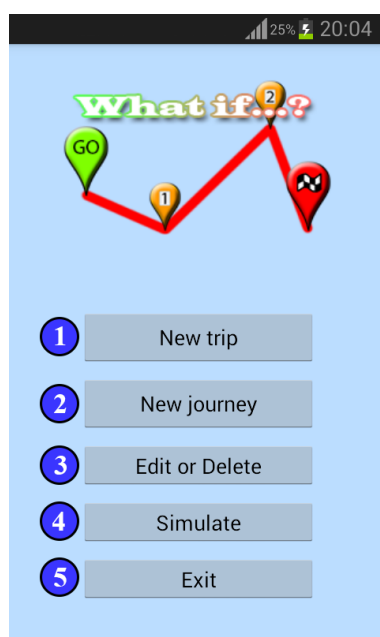 25% 20:04
What if...?
2
GO
1
1 New trip
2 New journey
3 Edit or Delete
4 Simulate
5 Exit